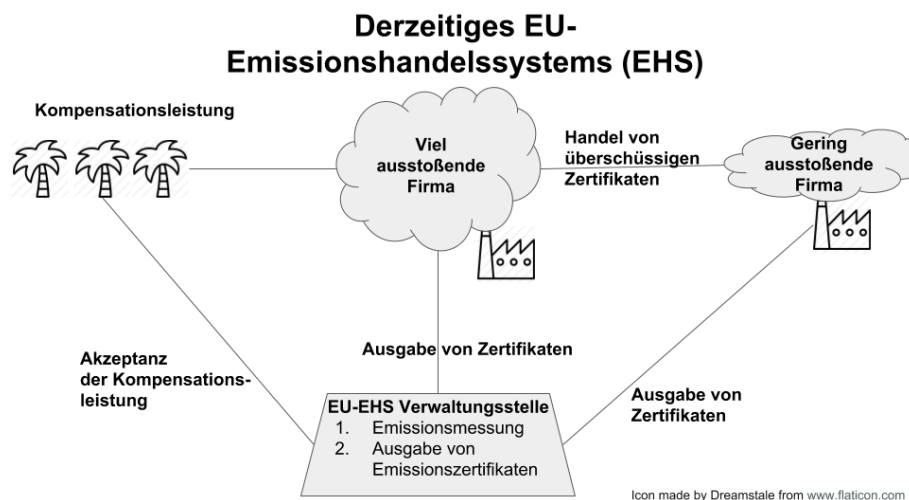 Derzeitiges EU-
Emissionshandelssystems (EHS)
Kompensationsleistung
Viel
ausstoßende
Firma
Handel von
überschüssigen
Zertifikaten
Gering
ausstoßende
Firma
Akzeptanz
der Kompensations-
leistung
Ausgabe von Zertifikaten
Ausgabe von
Zertifikaten
EU-EHS Verwaltungsstelle
1. Emissionsmessung
2. Ausgabe von
Emissionszertifikaten
Icon made by Dreamstale from www.flaticon.com